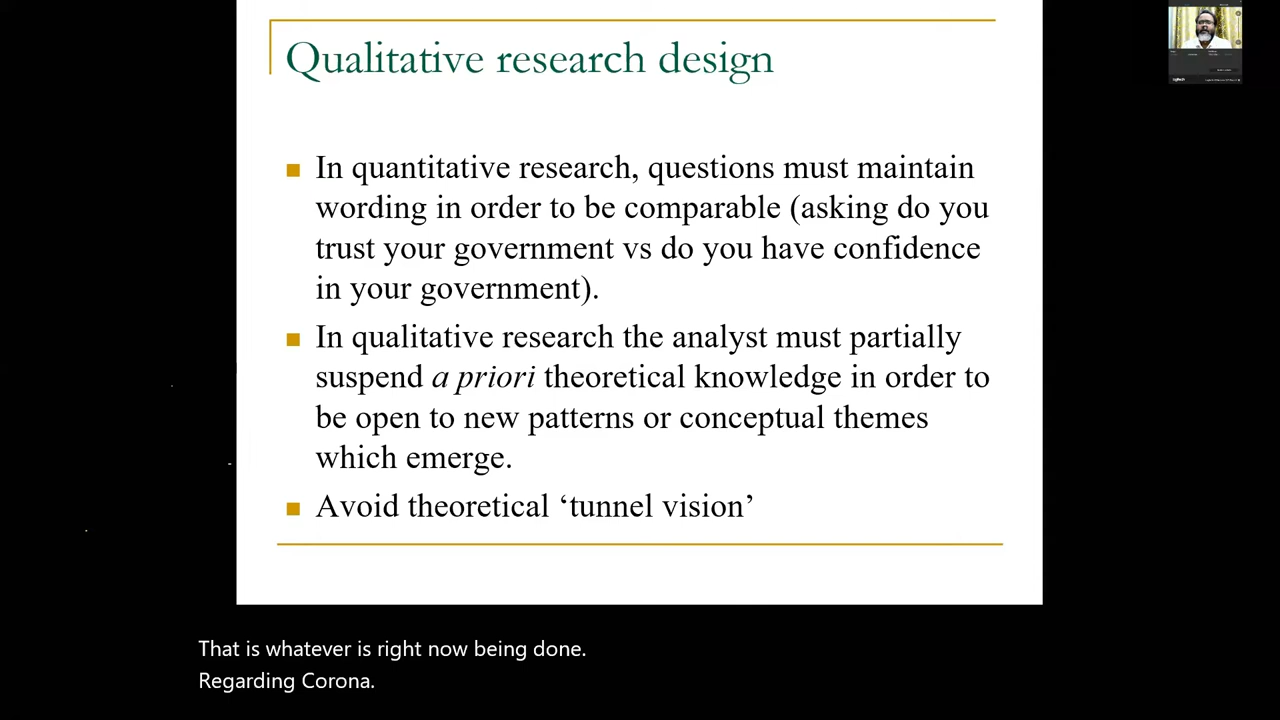 Qualitative research design
In quantitative research, questions must maintain
wording in order to be comparable (asking do you
trust your government vs do you have confidence
in your government).
In qualitative research the analyst must partially
suspend a priori theoretical knowledge in order to
be open to new patterns or conceptual themes
which emerge.
Avoid theoretical ‘tunnel vision’
That is whatever is right now being done.
Regarding Corona.